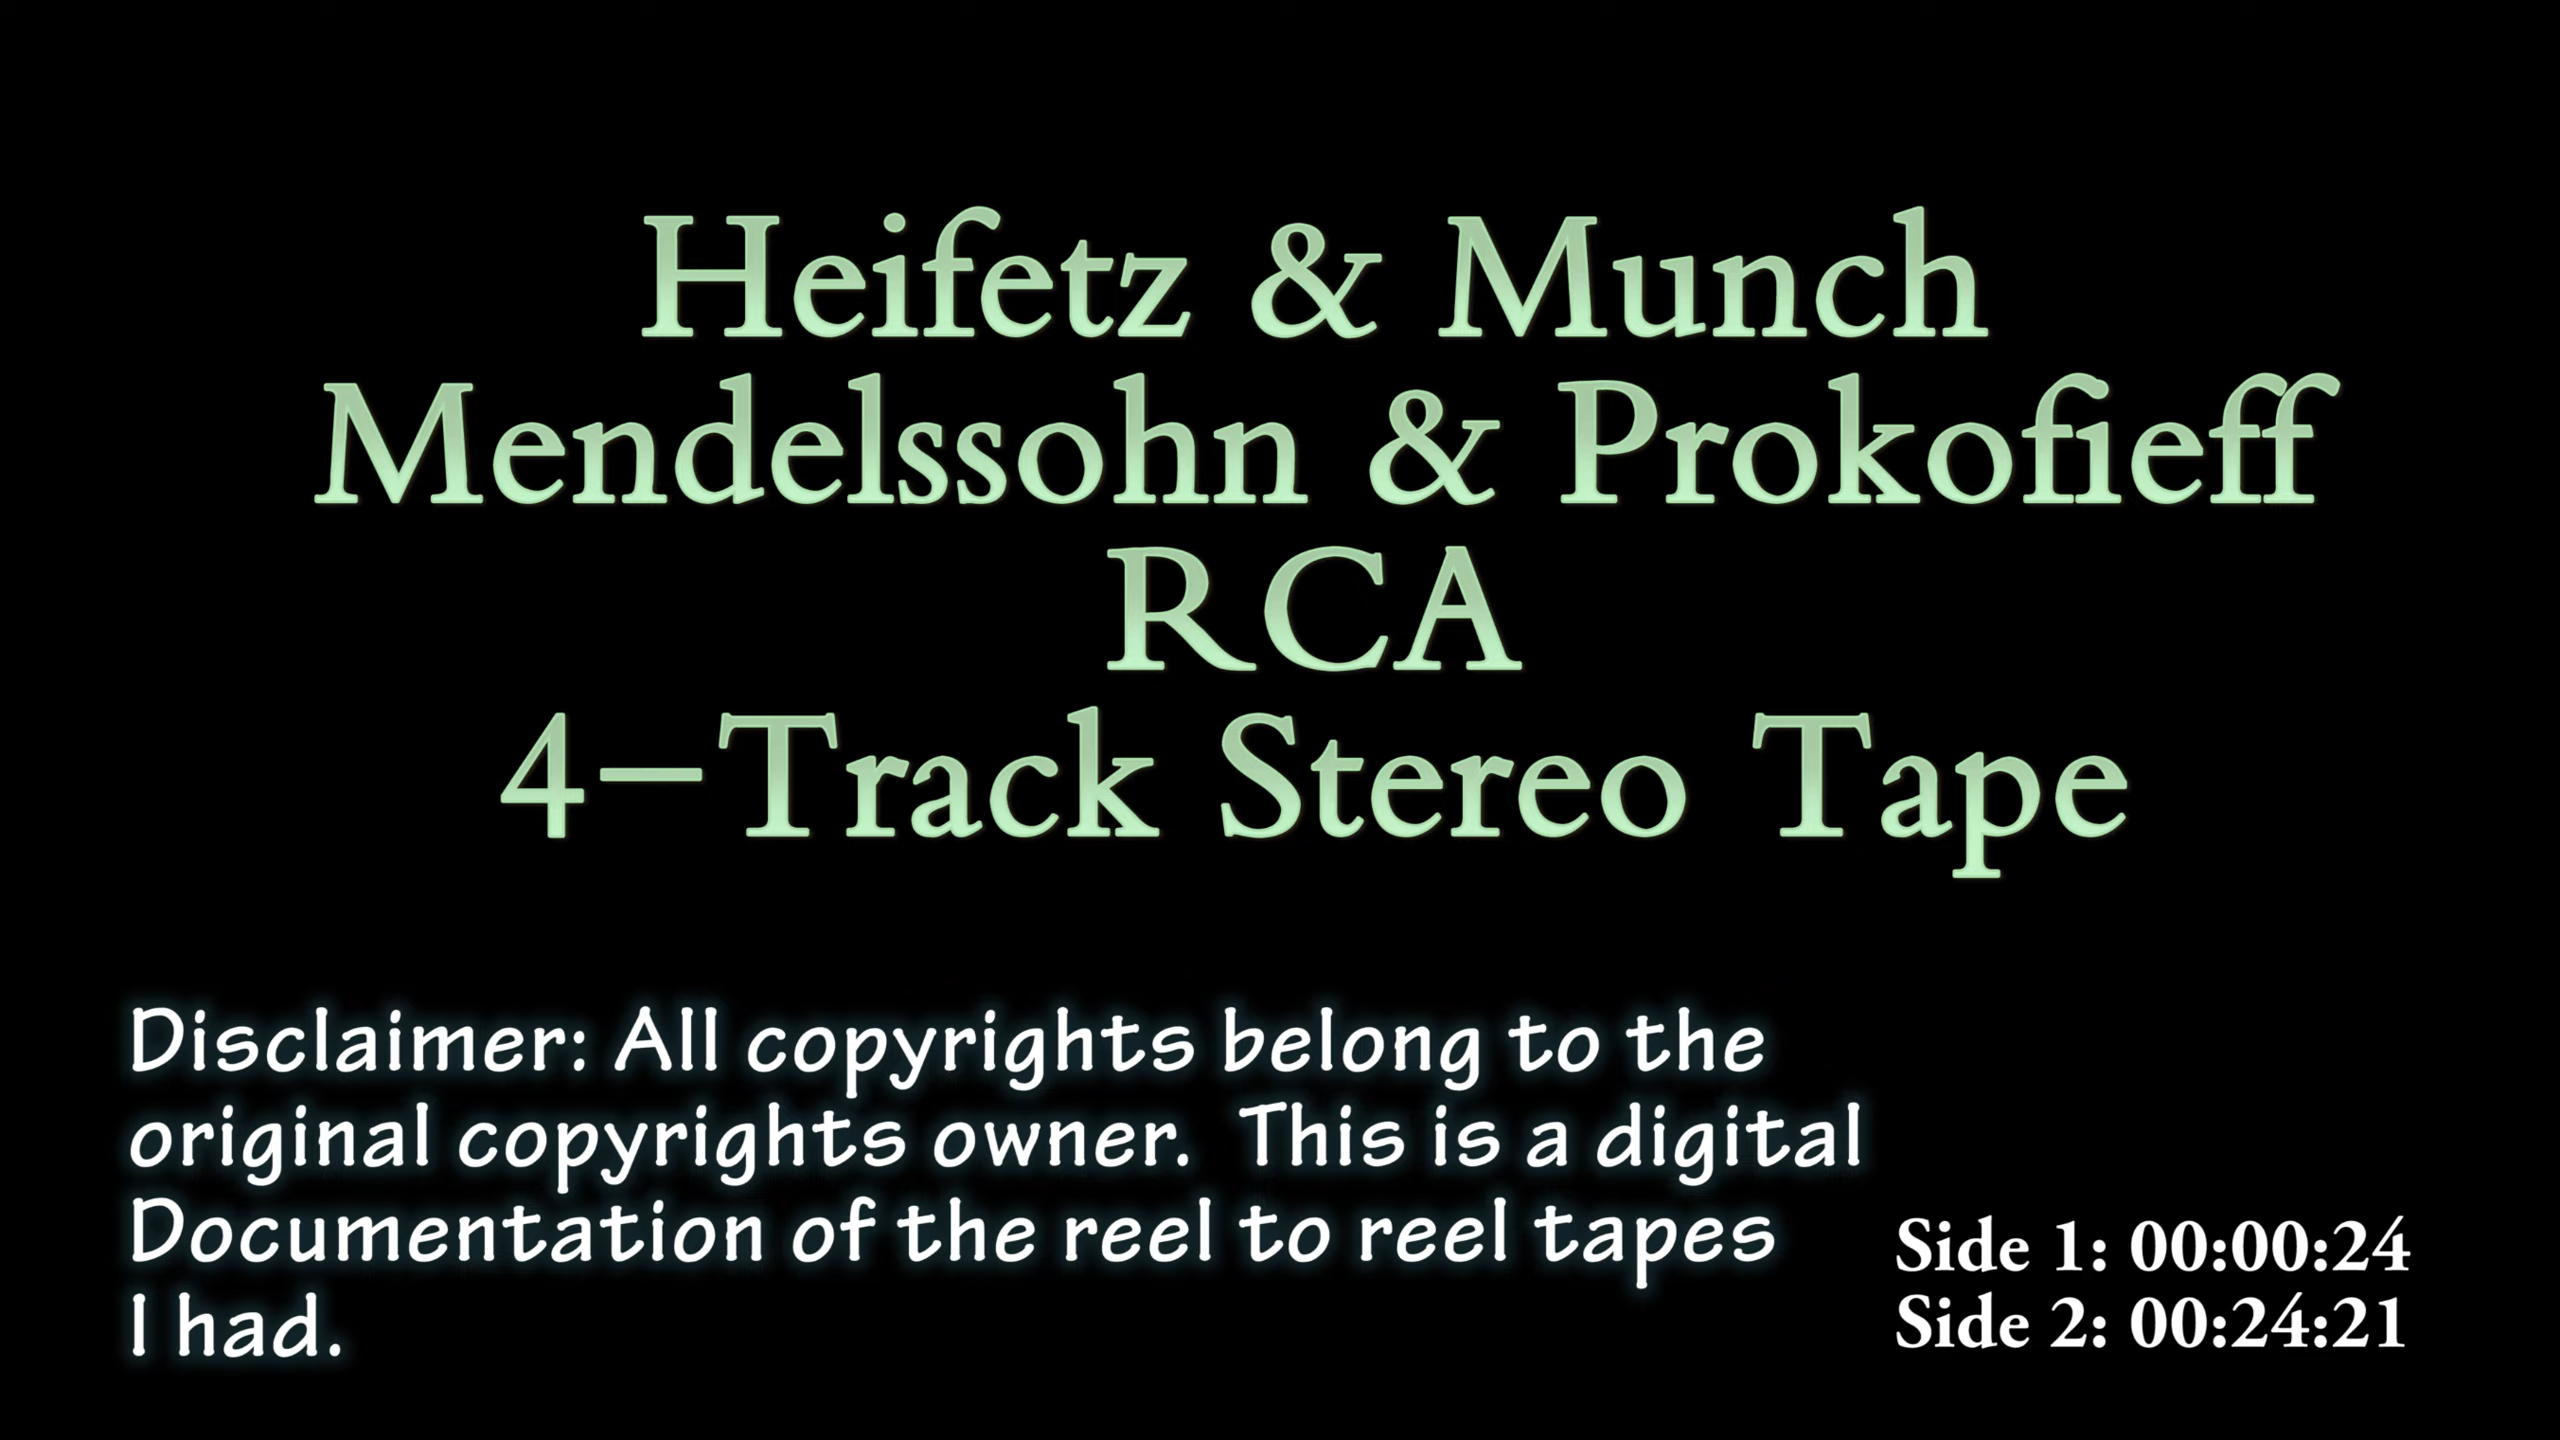 Heifetz & Munch
Mendelssohn & Prokofieff
RCA
4-Track Stereo Tape
Disclaimer: All copyrights belong to the
original copyrights owner.  This is a digital
Documentation of the reel to reel tapes
I had.
Side 1: 00:00:24
Side 2: 00:24:21